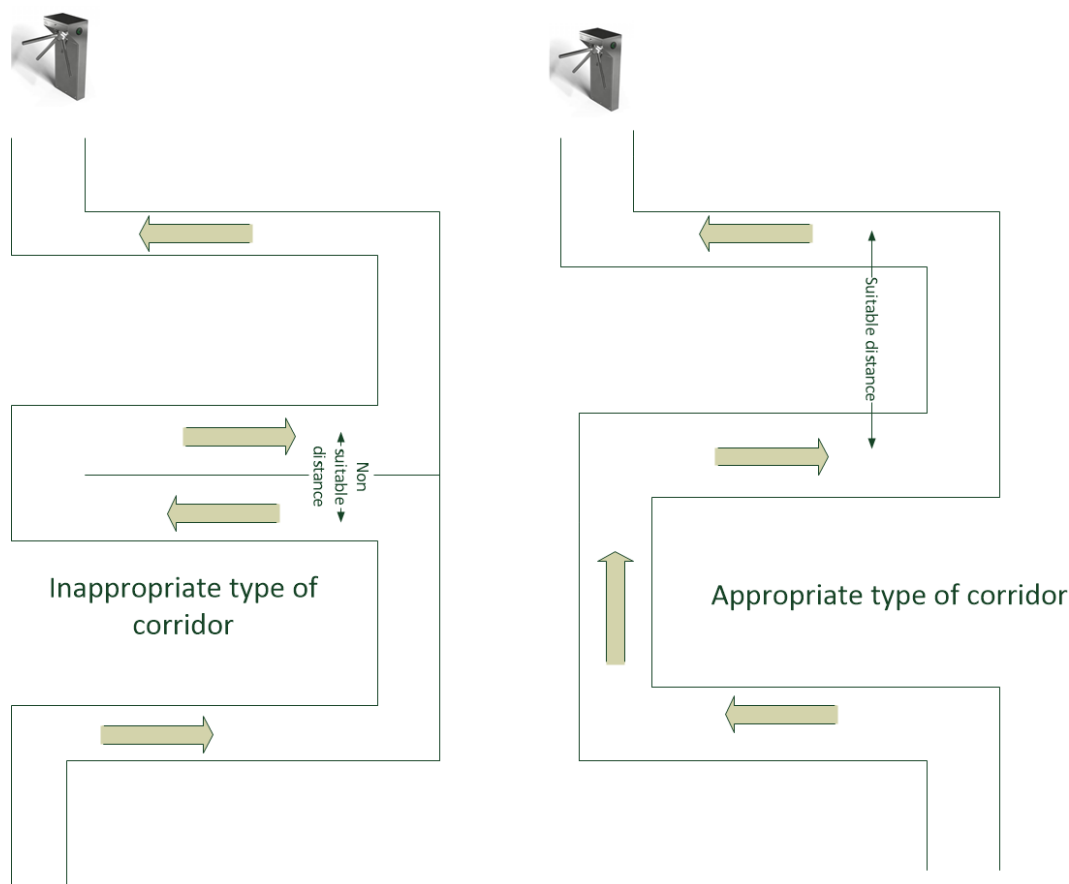 Suitable distance
Non
suitable
distance
Inappropriate type of
corridor
Appropriate type of corridor